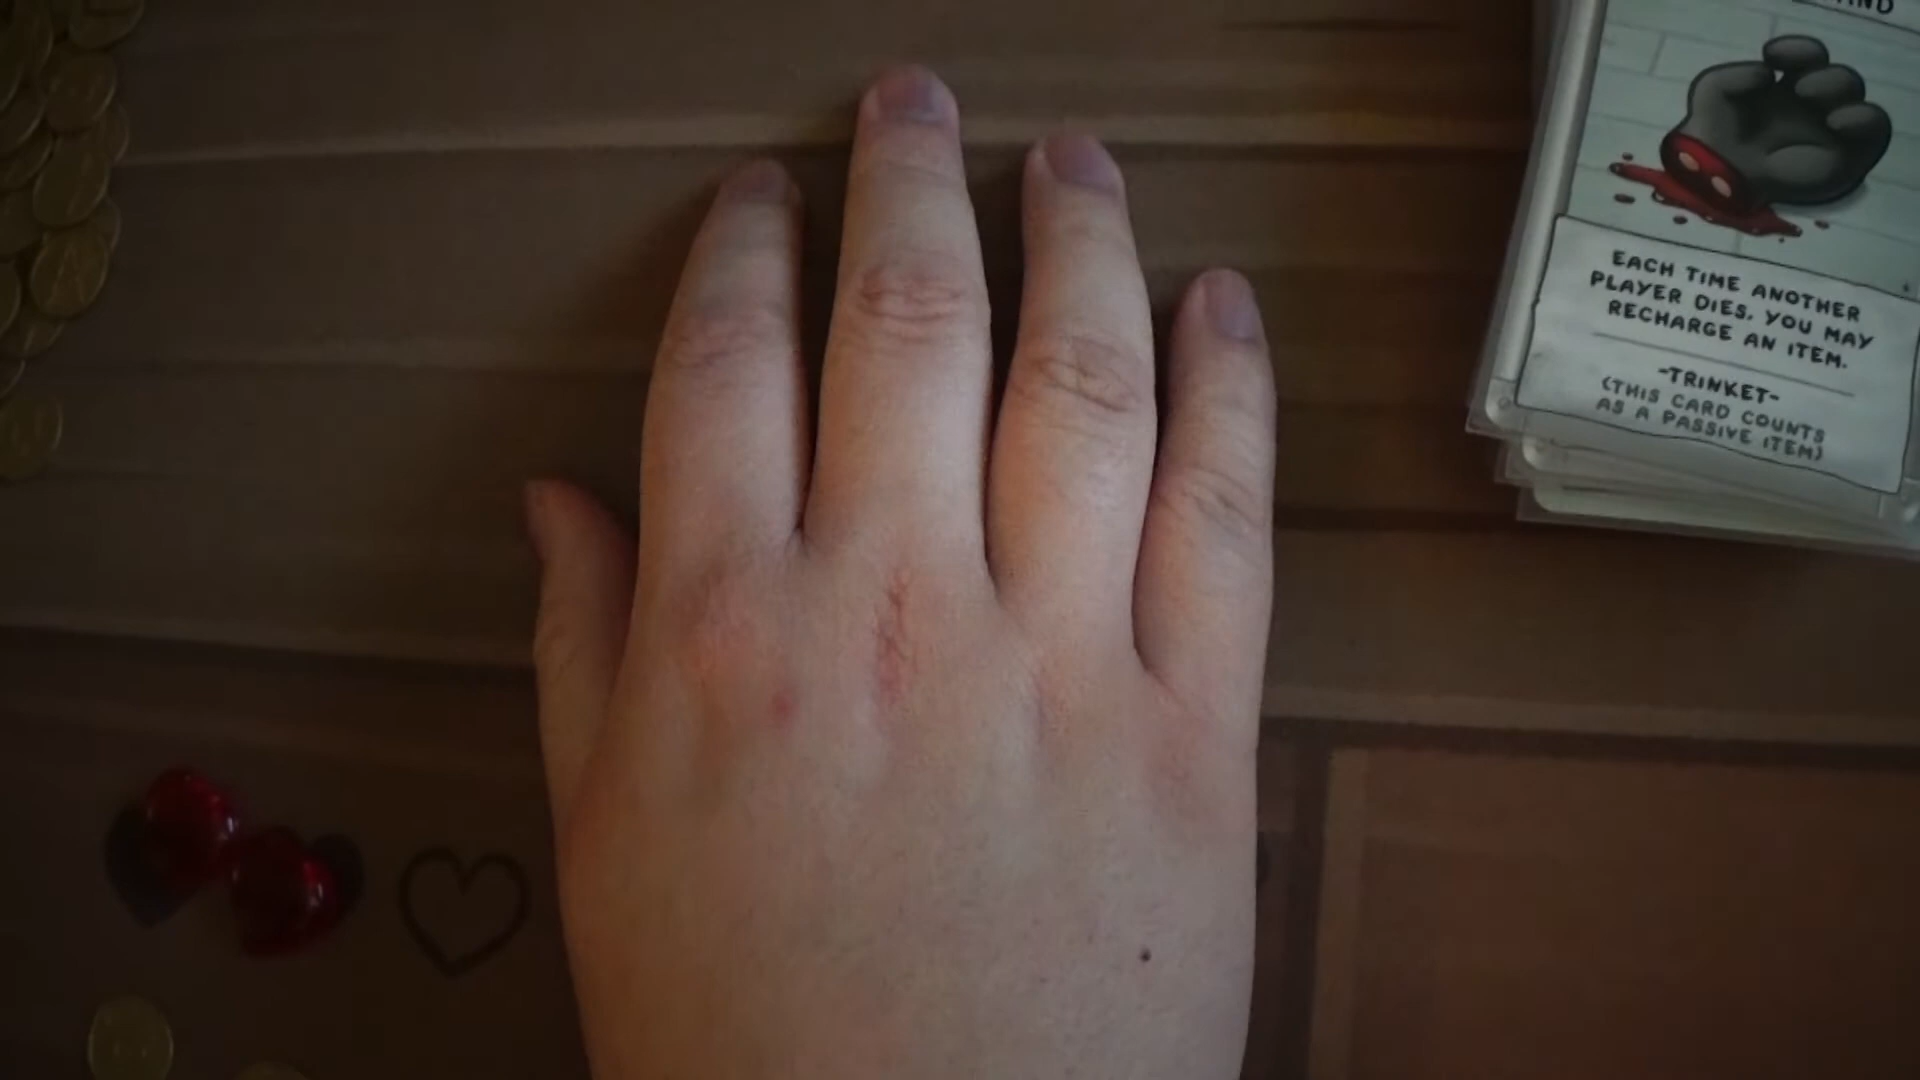 EACH TIME ANOTHER
PLAYER DIES, YOU MAY
RECHARGE AN ITEM.
-TRINKET-
(THIS CARD COUNTS
AS A PASSIVE ITEM)